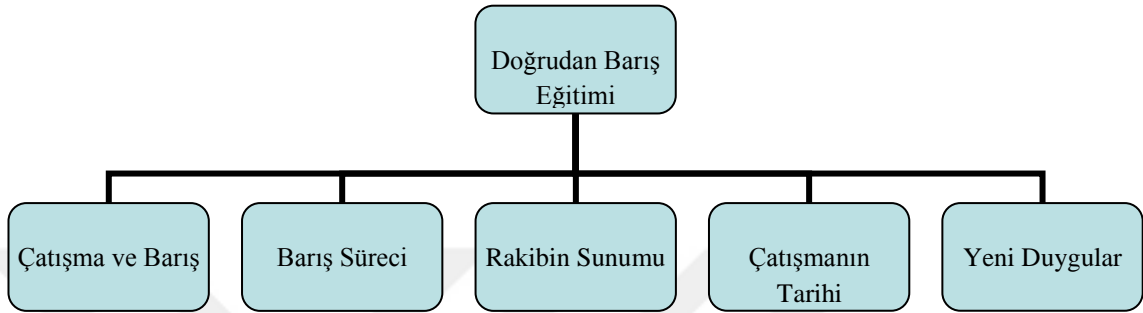 Doğrudan Barış
Eğitimi
Çatışma ve Barış
Barış Süreci
Rakibin Sunumu
Çatışmanın
Tarihi
Yeni Duygular